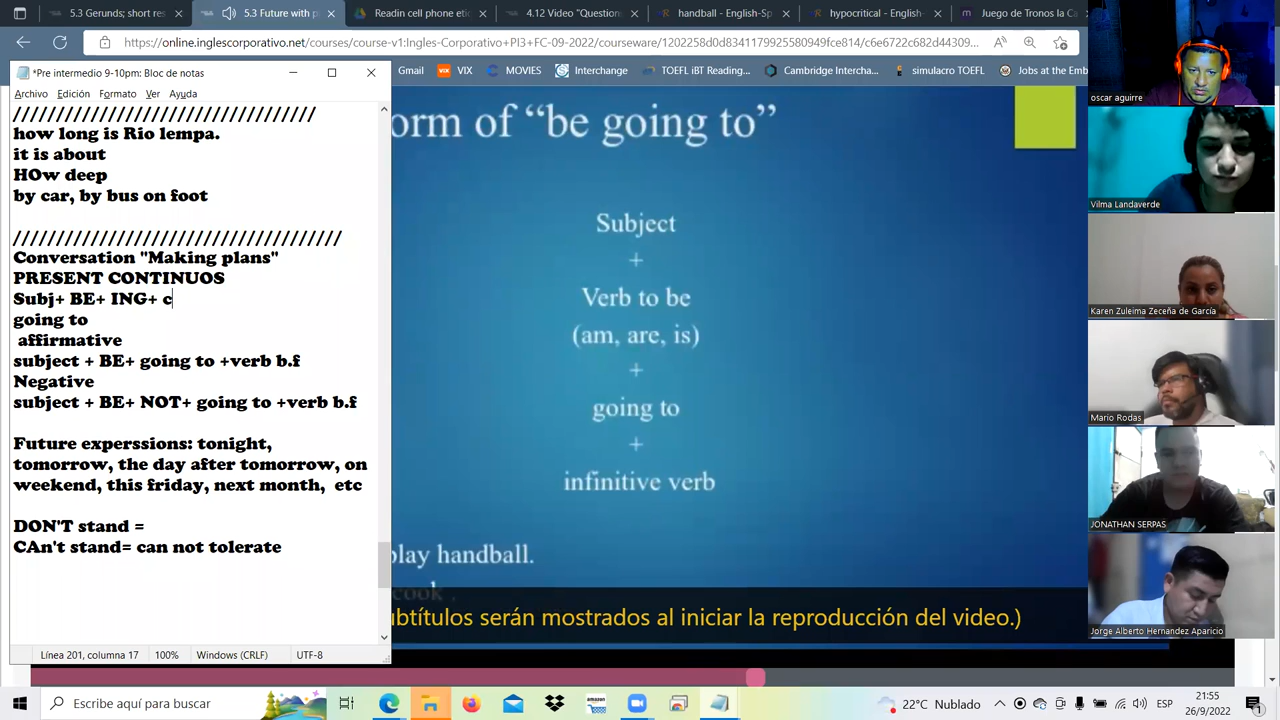 5.3 Gerunds; short res
5.3 Future with p
Reading cell phone etic
4.12 Video "Question
handball - English-Sp
hypocritical - English
Juego de Tronos la Ca
https://online.inglescorporativo.net/courses/course-v1:Ingles-Corporativo+PI3+FC-09-2022/courseware/1202258d0d8341179925580949fce814/c6e6722c682d44309...
Gmail
VIX
MOVIES
Interchange
TOEFL iBT Reading...
Cambridge Intercha...
simulacro TOEFL
Jobs at the Emb
*Pre intermedio 9-10pm: Bloc de notas
Archivo Edición Formato Ver Ayuda
///////////////////////////////////
how long is Rio lempa.
it is about
HOw deep
by car, by bus on foot
//////////////////////////////////////
Conversation "Making plans"
PRESENT CONTINUOS
Subj+ BE+ ING+ c
going to
affirmative
subject + BE+ going to +verb b.f
Negative
subject + BE+ NOT+ going to +verb b.f
Future experssions: tonight,
tomorrow, the day after tomorrow, on
weekend, this friday, next month, etc
DON'T stand =
CAn't stand= can not tolerate
Línea 201, columna 17 100% Windows (CRLF) UTF-8
orm of "be going to"
Subject
+
Verb to be
(am, are, is)
+
going to
+
infinitive verb
play handball.
cook .
ubtítulos serán mostrados al iniciar la reproducción del video.)
oscar aguirre
Vilma Landaverde
Karen Zuleima Zeceña de García
Mario Rodas
JONATHAN SERPAS
Jorge Alberto Hernandez Aparicio
Escribe aquí para buscar
amazon
22°C Nublado
ESP
21:55
26/9/2022
1